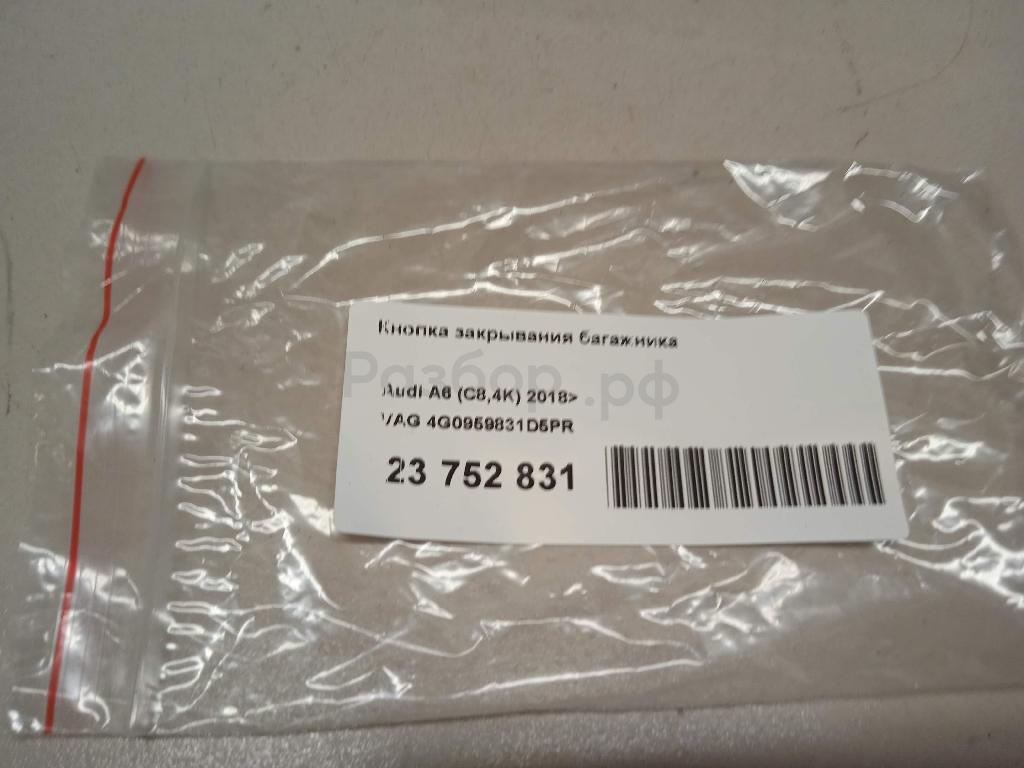 Кнопка закрывания багажника
Разбор.рф
Audi A6 (C8,4K) 2018>
VAG 4G0959831D5PR
23 752 831